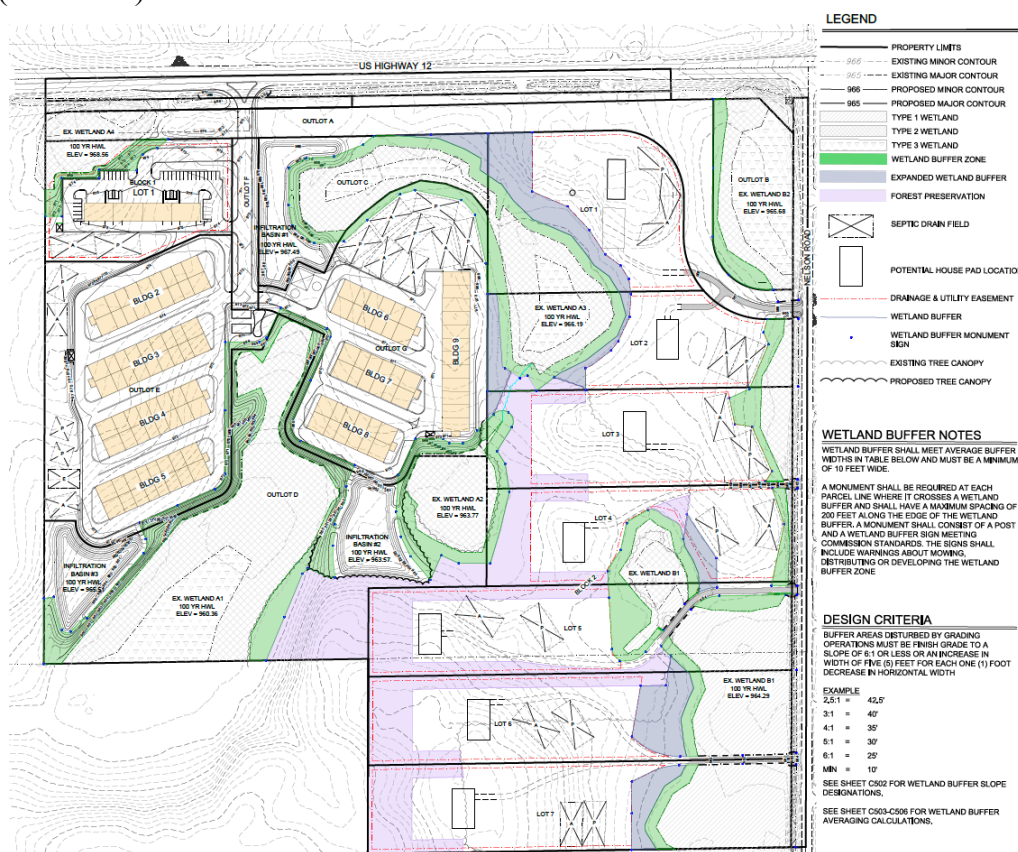 US HIGHWAY 12
OUTLOT A
EX. WETLAND A4
100 YR HWL
ELEV = 968.56
BLOCK 1
LOT 1
OUTLOT F
OUTLOT C
INFILTRATION
BASIN #1
100 YR HWL
ELEV = 967.49
LOT 1
OUTLOT B
EX. WETLAND B2
100 YR HWL
ELEV = 965.68
NELSON ROAD
BLDG 2
BLDG 3
OUTLOT E
BLDG 4
BLDG 5
BLDG 6
OUTLOT G
BLDG 7
BLDG 8
BLDG 9
EX. WETLAND A3
100 YR HWL
ELEV = 966.19
LOT 2
LOT 3
LOT 4
OUTLOT D
EX. WETLAND A2
100 YR HWL
ELEV = 963.77
INFILTRATION
BASIN #2
100 YR HWL
ELEV = 963.57
INFILTRATION
BASIN #3
100 YR HWL
EX. WETLAND A1
100 YR HWL
ELEV = 960.36
EX. WETLAND B1
BLOCK 2
LOT 5
EX. WETLAND B1
100 YR HWL
ELEV = 964.29
LOT 6
LOT 7
LEGEND
PROPERTY LIMITS
966 EXISTING MINOR CONTOUR
965 EXISTING MAJOR CONTOUR
966 PROPOSED MINOR CONTOUR
965 PROPOSED MAJOR CONTOUR
TYPE 1 WETLAND
TYPE 2 WETLAND
TYPE 3 WETLAND
WETLAND BUFFER ZONE
EXPANDED WETLAND BUFFER
FOREST PRESERVATION
SEPTIC DRAIN FIELD
POTENTIAL HOUSE PAD LOCATION
DRAINAGE & UTILITY EASEMENT
WETLAND BUFFER
WETLAND BUFFER MONUMENT
SIGN
EXISTING TREE CANOPY
PROPOSED TREE CANOPY
WETLAND BUFFER NOTES
WETLAND BUFFER SHALL MEET AVERAGE BUFFER
WIDTHS IN TABLE BELOW AND MUST BE A MINIMUM
OF 10 FEET WIDE.
A MONUMENT SHALL BE REQUIRED AT EACH
PARCEL LINE WHERE IT CROSSES A WETLAND
BUFFER AND SHALL HAVE A MAXIMUM SPACING OF
200 FEET ALONG THE EDGE OF THE WETLAND
BUFFER. A MONUMENT SHALL CONSIST OF A POST
AND A WETLAND BUFFER SIGN MEETING
COMMISSION STANDARDS. THE SIGNS SHALL
INCLUDE WARNINGS ABOUT MOWING,
DISTRIBUTING OR DEVELOPING THE WETLAND
BUFFER ZONE
DESIGN CRITERIA
BUFFER AREAS DISTURBED BY GRADING
OPERATIONS MUST BE FINISH GRADE TO A
SLOPE OF 6:1 OR LESS OR AN INCREASE IN
WIDTH OF FIVE (5) FEET FOR EACH ONE (1) FOOT
DECREASE IN HORIZONTAL WIDTH
EXAMPLE
2.5:1 = 42.5'
3:1 = 40'
4:1 = 35'
5:1 = 30'
6:1 = 25'
MIN = 10'
SEE SHEET C502 FOR WETLAND BUFFER SLOPE
DESIGNATIONS.
SEE SHEET C503-C506 FOR WETLAND BUFFER
AVERAGING CALCULATIONS.